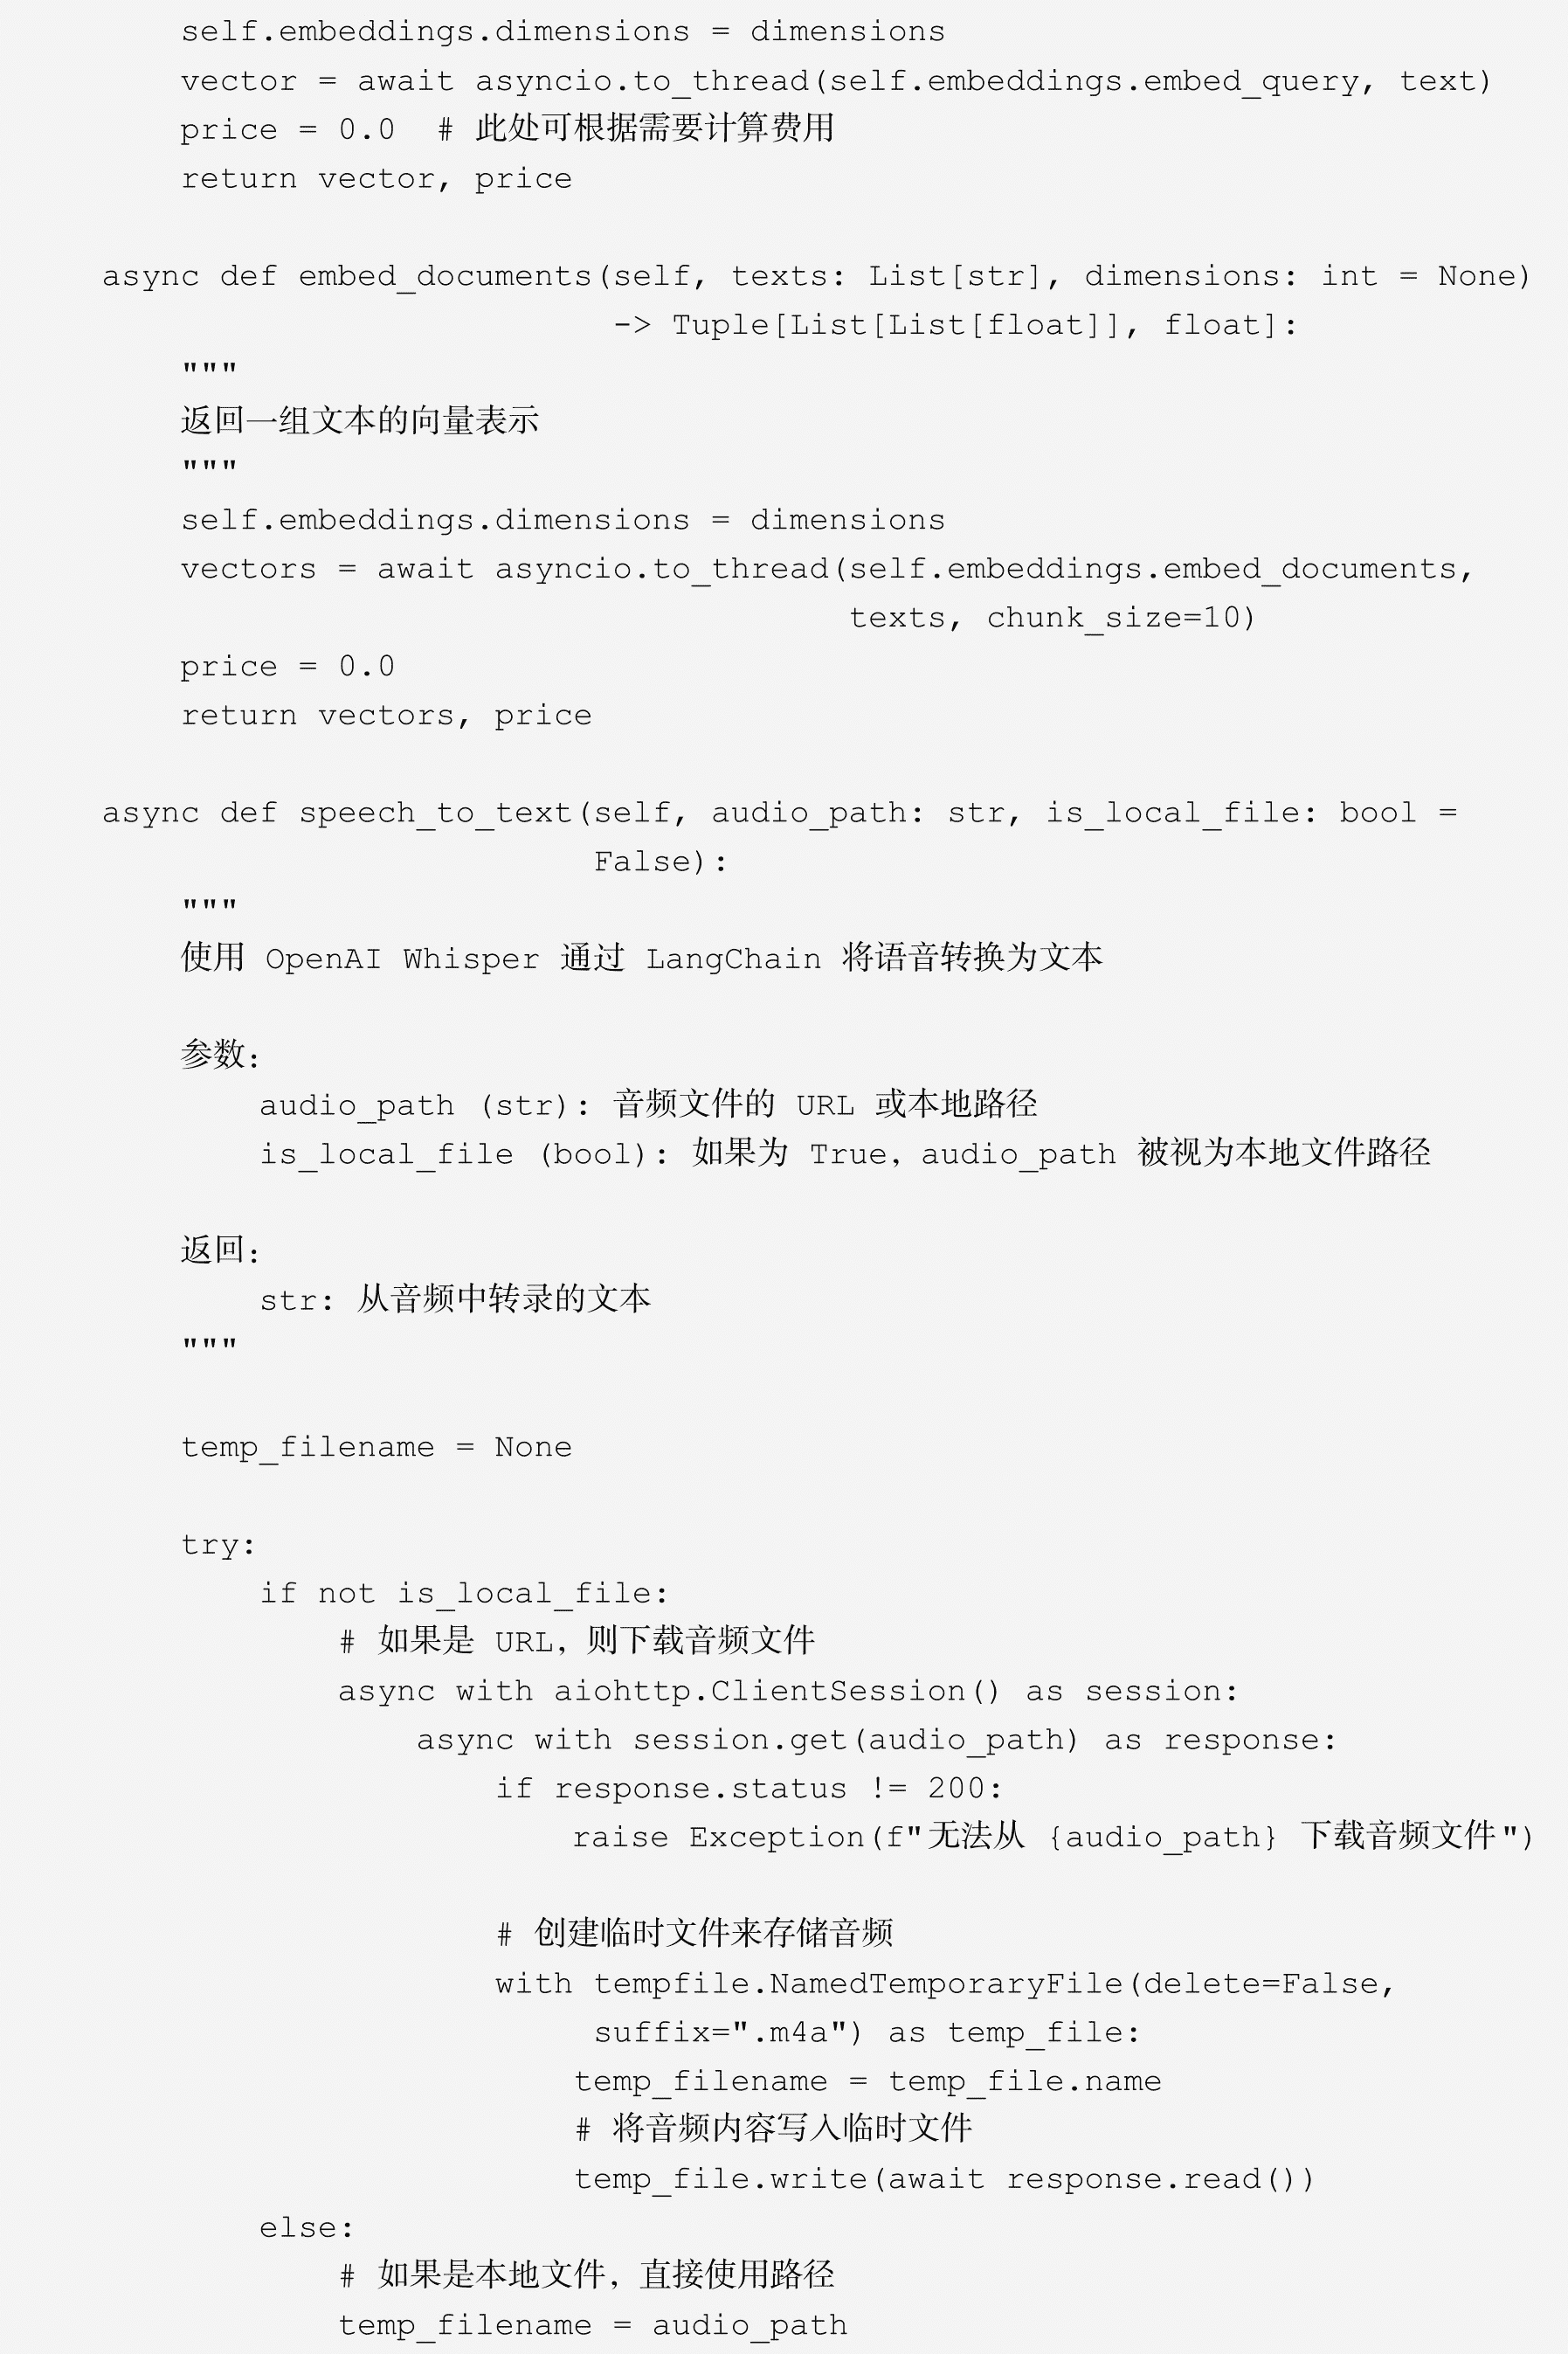 self.embeddings.dimensions = dimensions
vector = await asyncio.to_thread(self.embeddings.embed_query, text)
price = 0.0  # 此处可根据需要计算费用
return vector, price
async def embed_documents(self, texts: List[str], dimensions: int = None)
-> Tuple[List[List[float]], float]:
"""
返回一组文本的向量表示
"""
self.embeddings.dimensions = dimensions
vectors = await asyncio.to_thread(self.embeddings.embed_documents,
texts, chunk_size=10)
price = 0.0
return vectors, price
async def speech_to_text(self, audio_path: str, is_local_file: bool =
False):
"""
使用 OpenAI Whisper 通过 LangChain 将语音转换为文本
参数:
audio_path (str): 音频文件的 URL 或本地路径
is_local_file (bool): 如果为 True, audio_path 被视为本地文件路径
返回:
str: 从音频中转录的文本
"""
temp_filename = None
try:
if not is_local_file:
# 如果是 URL, 则下载音频文件
async with aiohttp.ClientSession() as session:
async with session.get(audio_path) as response:
if response.status != 200:
raise Exception(f"无法从 {audio_path} 下载音频文件")
# 创建临时文件来存储音频
with tempfile.NamedTemporaryFile(delete=False,
suffix=".m4a") as temp_file:
temp_filename = temp_file.name
# 将音频内容写入临时文件
temp_file.write(await response.read())
else:
# 如果是本地文件, 直接使用路径
temp_filename = audio_path